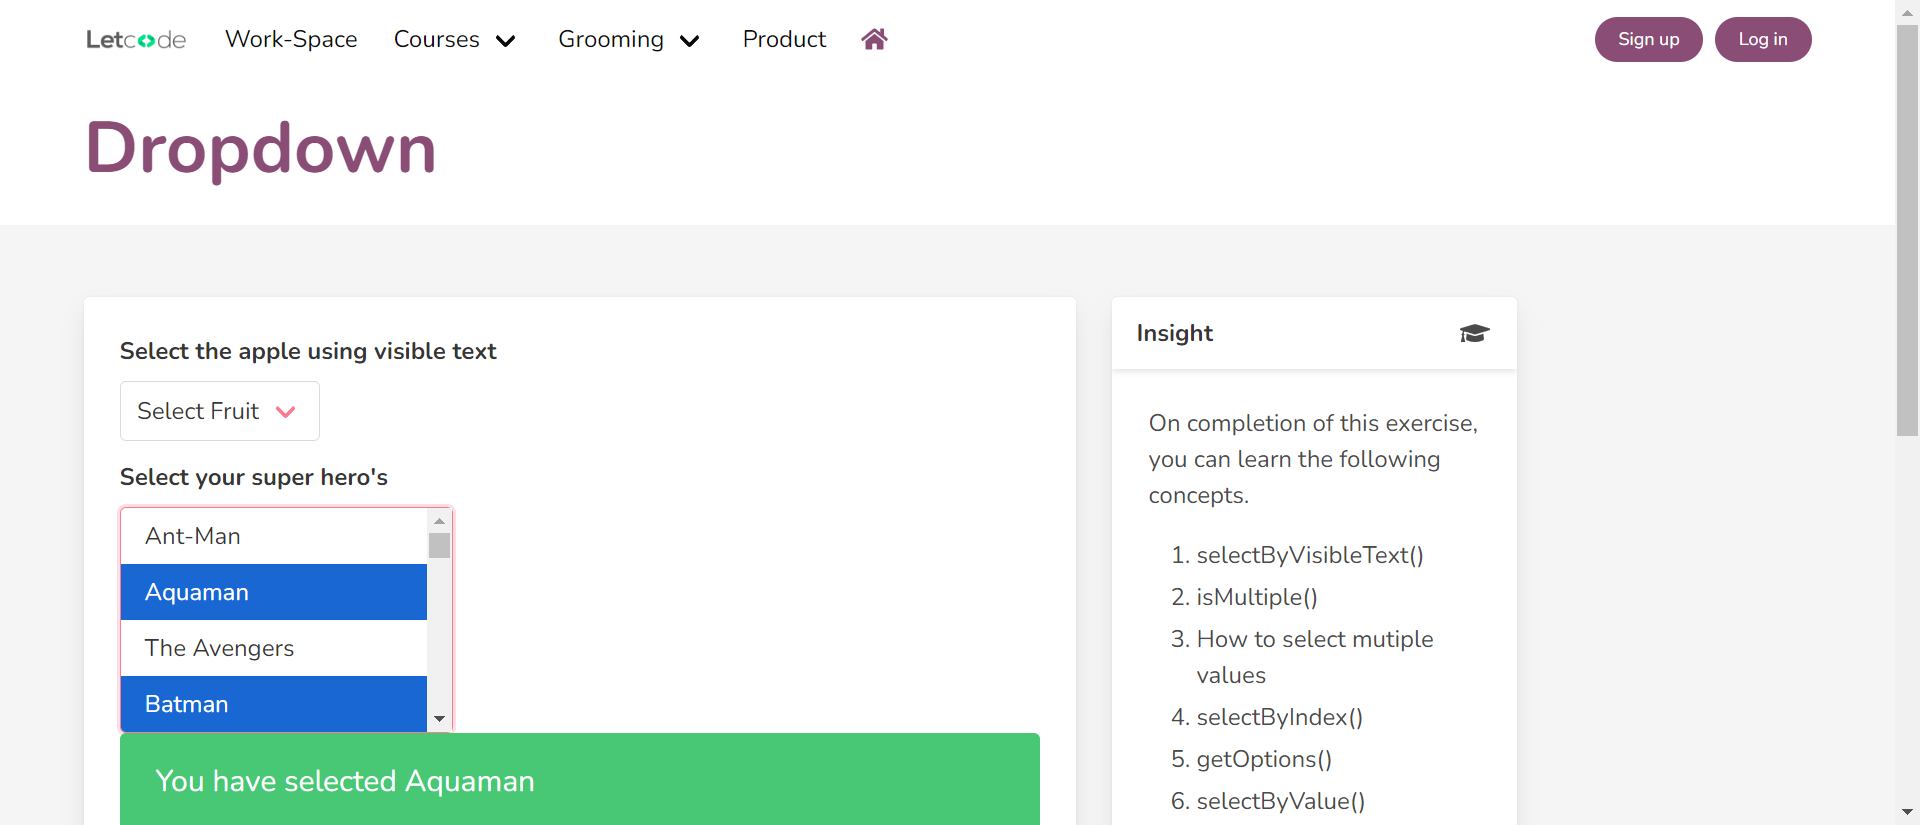 Letcode Work-Space Courses Grooming Product Sign up Log in
Dropdown
Select the apple using visible text
Select Fruit
Select your super hero's
Ant-Man
Aquaman
The Avengers
Batman
You have selected Aquaman
Insight
On completion of this exercise,
you can learn the following
concepts.
1. selectByVisibleText()
2. isMultiple()
3. How to select mutiple
values
4. selectByIndex()
5. getOptions()
6. selectByValue()